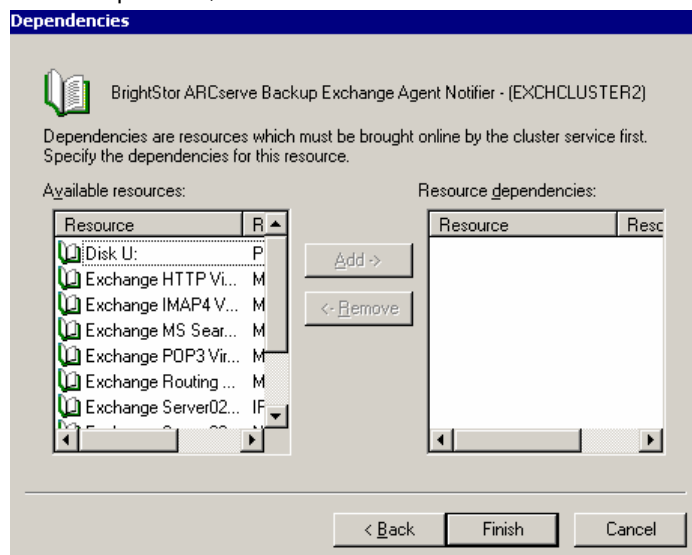 Dependencies
BrightStor ARCserve Backup Exchange Agent Notifier - (EXCHCLUSTER2)
Dependencies are resources which must be brought online by the cluster service first.
Specify the dependencies for this resource.
Available resources:
Resource dependencies:
Resource R
Resource Resc
Disk U: P
Exchange HTTP Vi... M
Exchange IMAP4 V... M
Exchange MS Sear... M
Exchange POP3 Vir... M
Exchange Routing ... M
Exchange Server02... IF
Add ->
<- Remove
< Back
Finish
Cancel